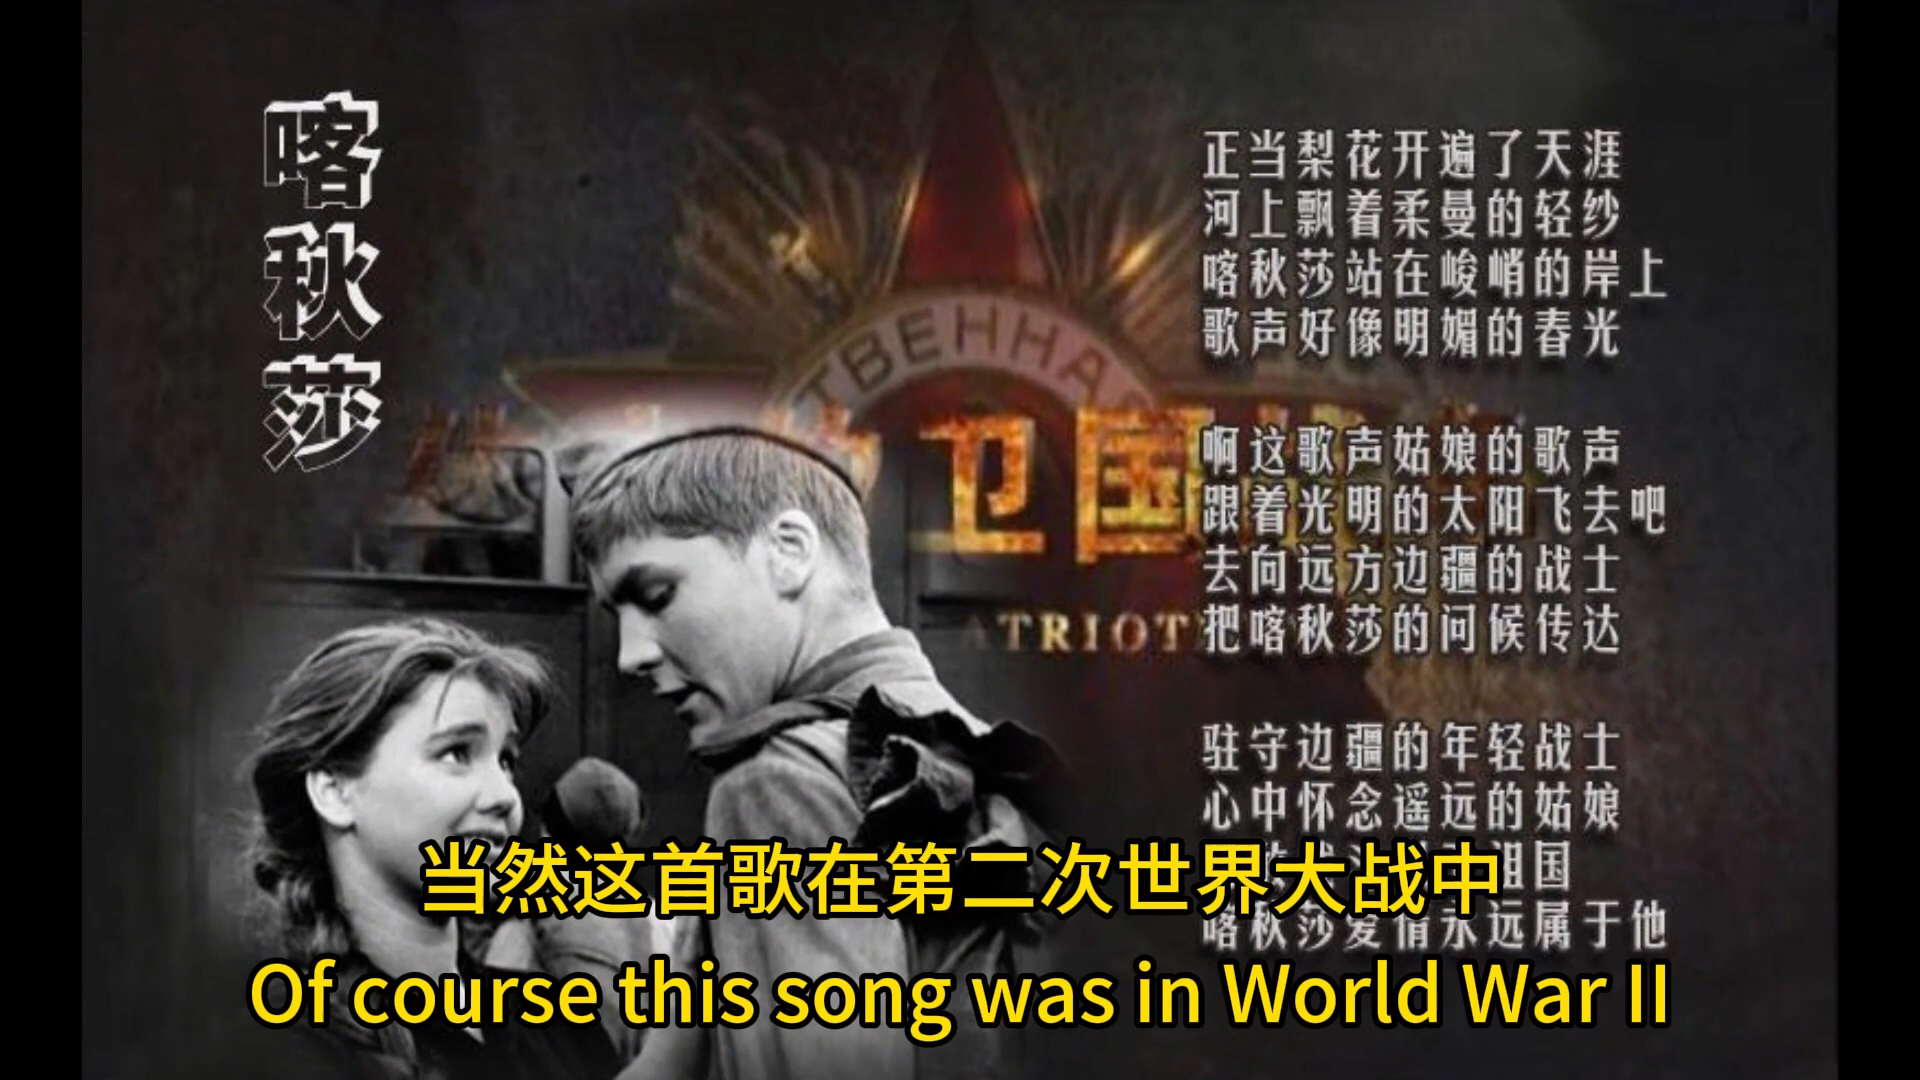 喀秋莎
正当梨花开遍了天涯
河上飘着柔曼的轻纱
喀秋莎站在峻峭的岸上
歌声好像明媚的春光
ТВЕННА
卫国
ATRIOT
啊这歌声姑娘的歌声
跟着光明的太阳飞去吧
去向远方边疆的战士
把喀秋莎的问候传达
驻守边疆的年轻战士
心中怀念遥远的姑娘
祖国
喀秋莎爱情永远属于他
当然这首歌在第二次世界大战中
Of course this song was in World War II